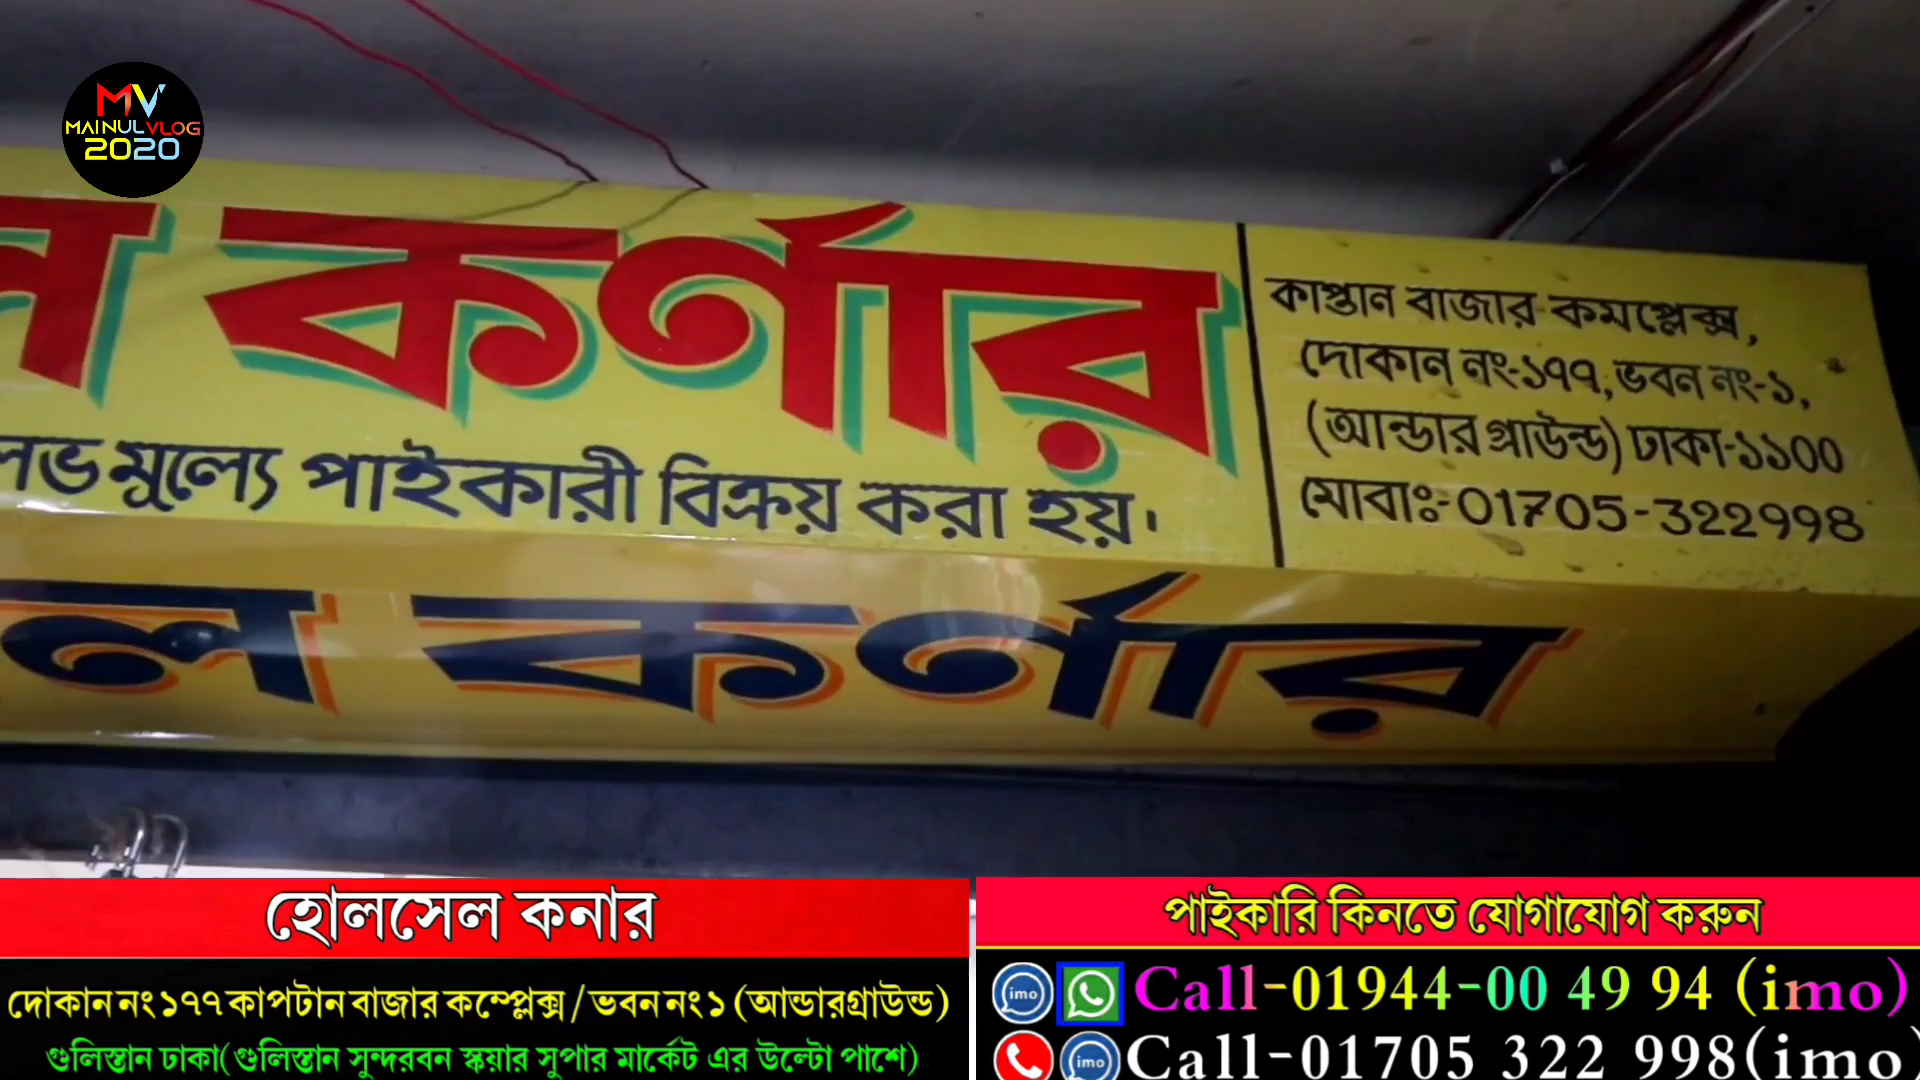 MV
MAINUL VLOG
2020
ল কর্ণার
মূল্যে পাইকারী বিক্রয় করা হয়।
কাপ্তান বাজার কমপ্লেক্স,
দোকান নং-১৭৭, ভবন নং-১,
(আন্ডার গ্রাউন্ড) ঢাকা-১১০০
মোবাঃ-01705-322998
ল কর্ণার
হোলসেল কনার
দোকান নং ১৭৭ কাপটান বাজার কম্প্লেক্স / ভবন নং ১ (আন্ডারগ্রাউন্ড)
গুলিস্তান ঢাকা(গুলিস্তান সুন্দরবন স্কয়ার সুপার মার্কেট এর উল্টো পাশে)
পাইকারি কিনতে যোগাযোগ করুন
imo Call-01944-00 49 94 (imo)
imo Call-01705 322 998(imo)